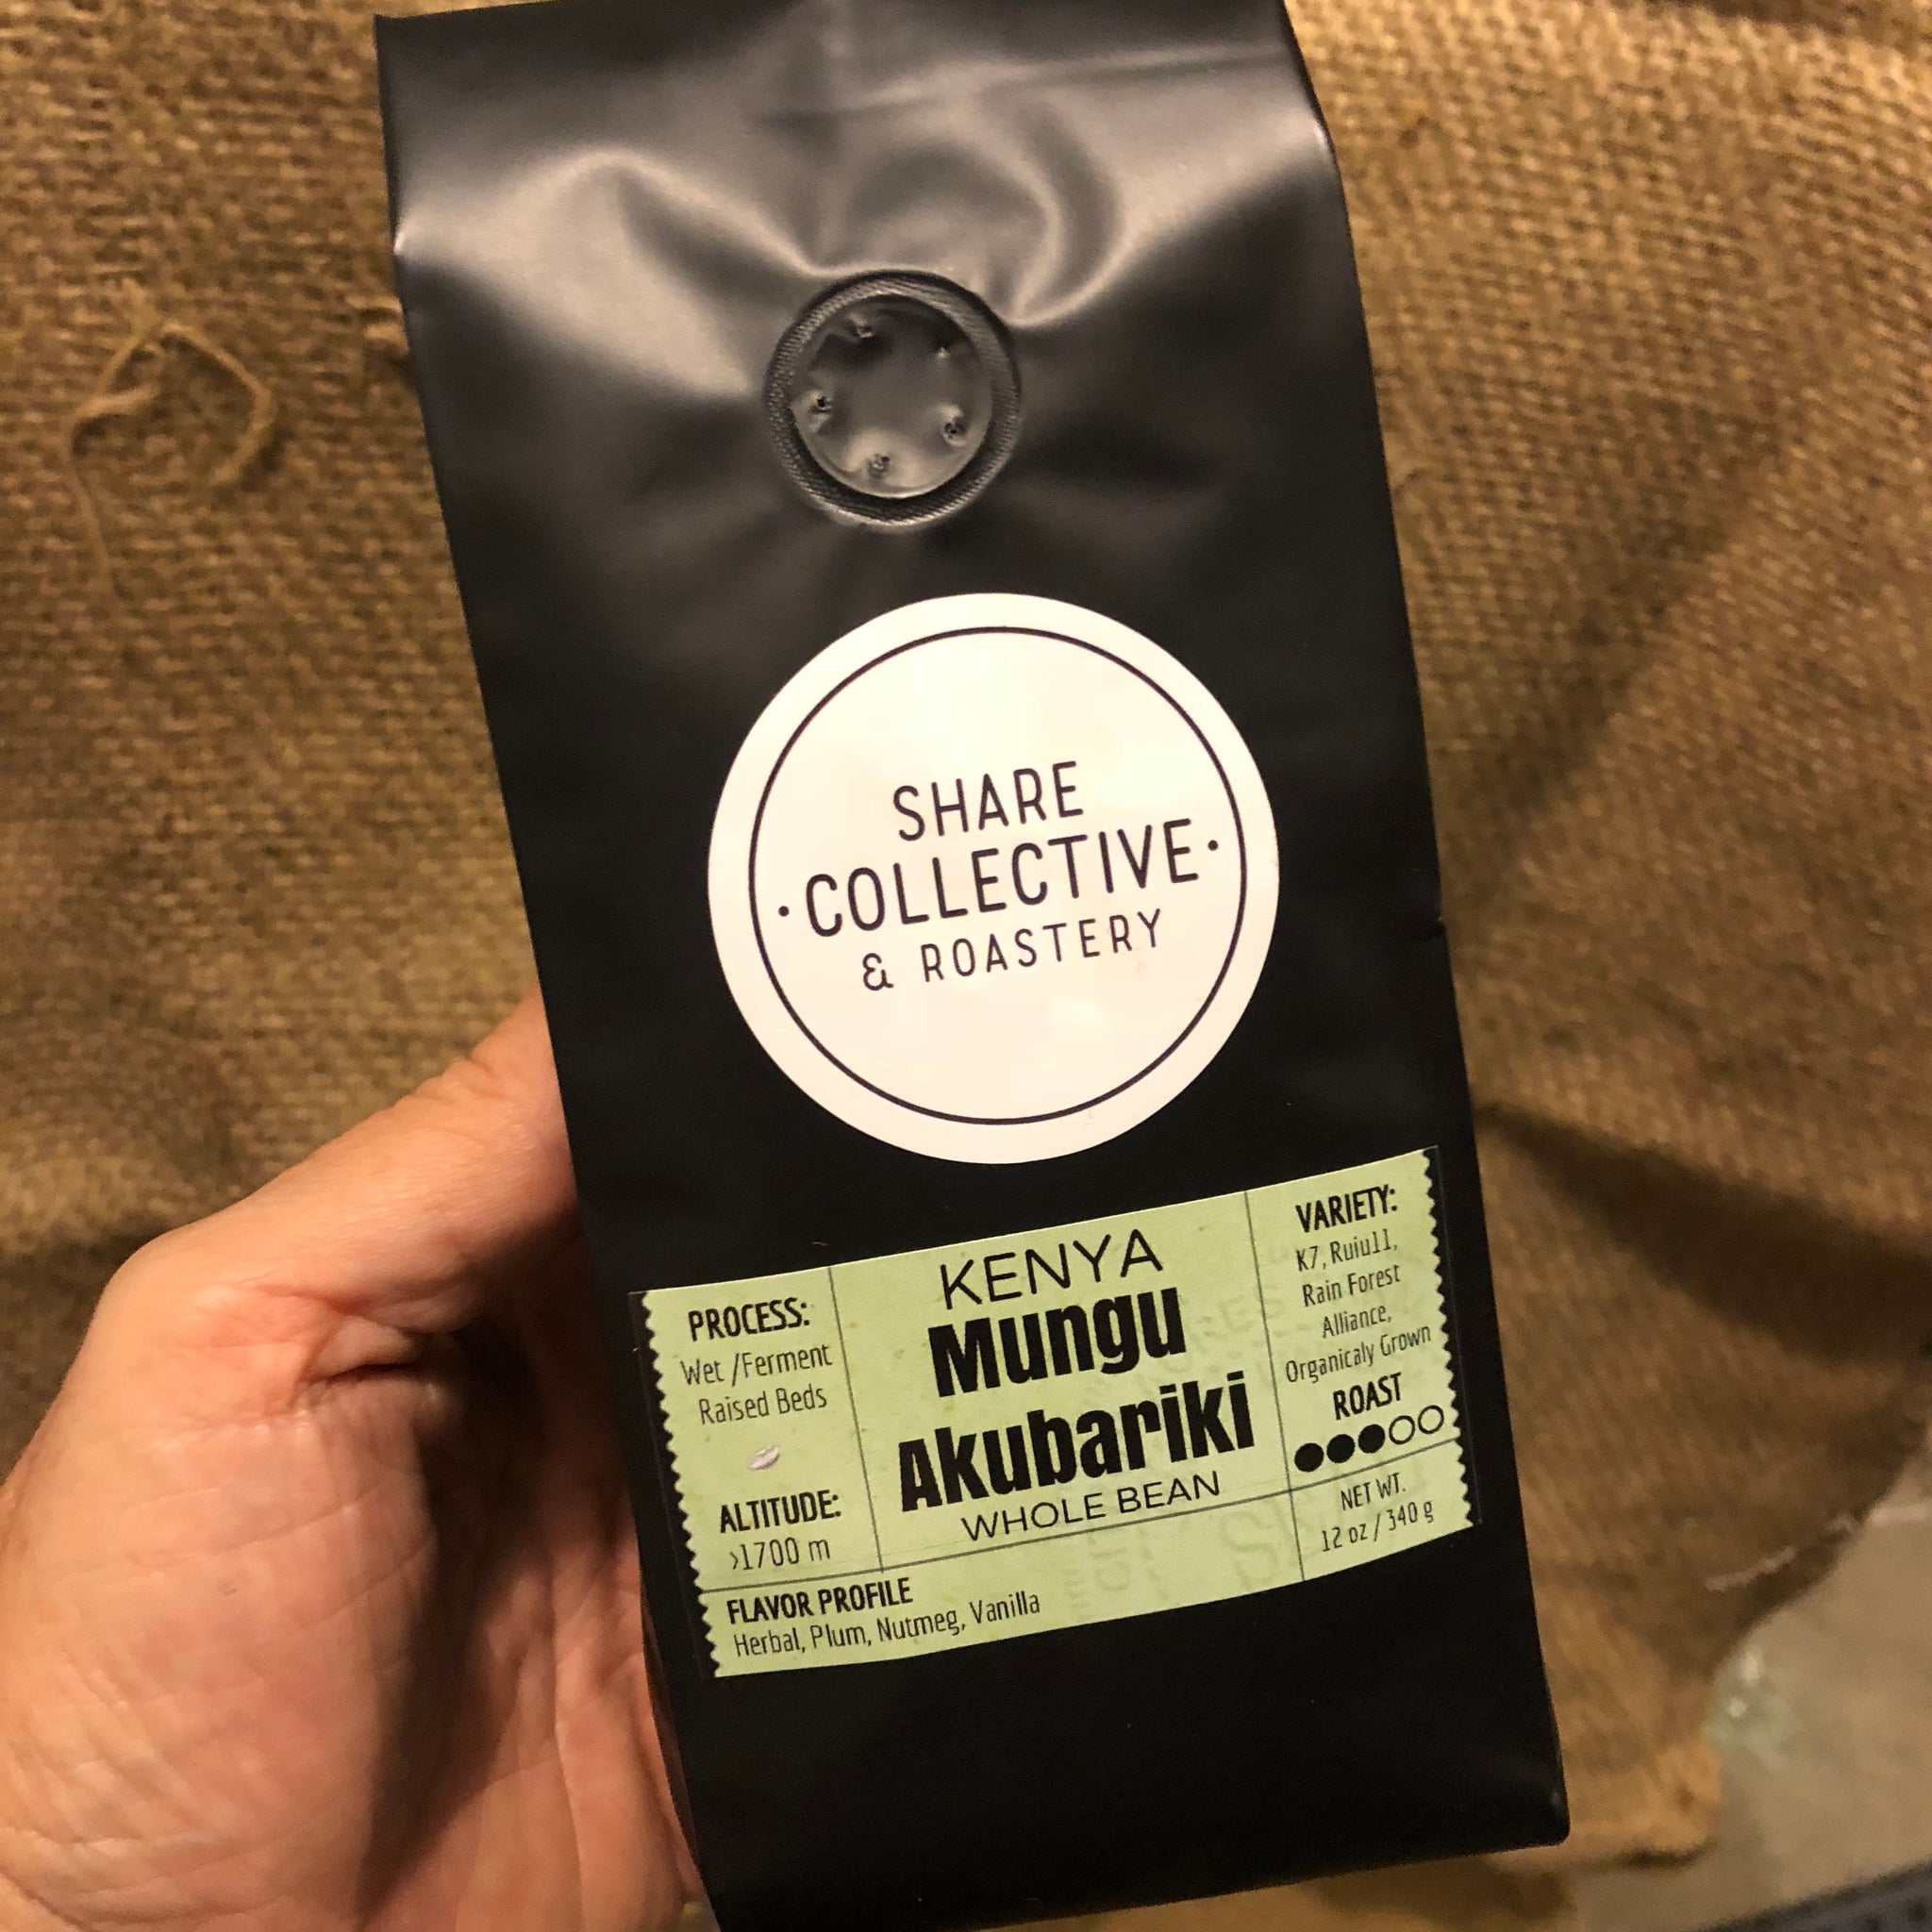 SHARE
·COLLECTIVE·
& ROASTERY
PROCESS:
Wet /Ferment
Raised Beds
ALTITUDE:
>1700 m
KENYA
Mungu
Akubariki
WHOLE BEAN
VARIETY:
K7, Ruiu11,
Rain Forest
Alliance,
Organicaly Grown
ROAST
NET WT.
12 oz / 340 g
FLAVOR PROFILE
Herbal, Plum, Nutmeg, Vanilla